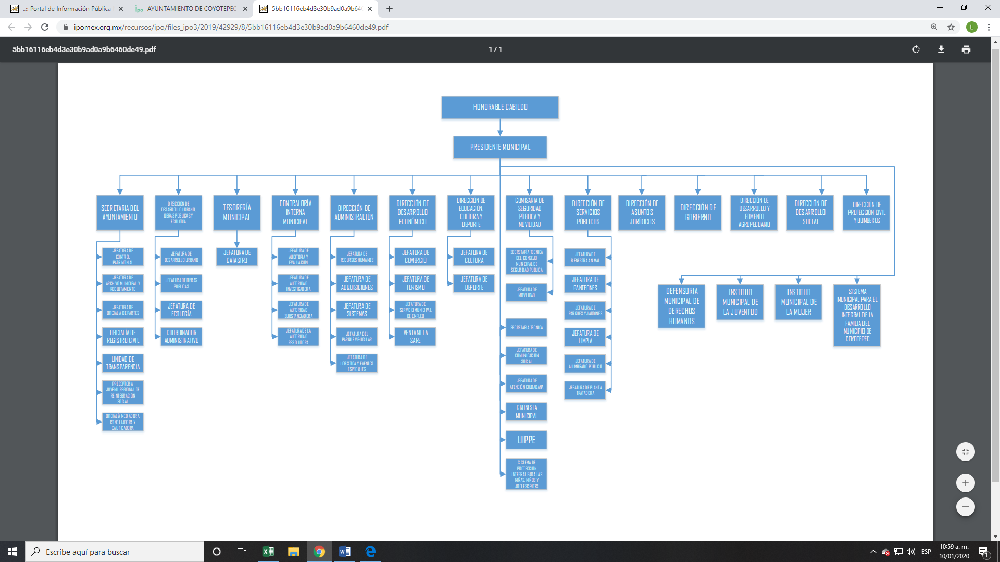 ..:: Portal de Información Pública
AYUNTAMIENTO DE COYOTEPEC
5bb16116eb4d3e30b9ad0a9b646
ipomex.org.mx/recursos/ipo/files_ipo3/2019/42929/8/5bb16116eb4d3e30b9ad0a9b6460de49.pdf
L
5bb16116eb4d3e30b9ad0a9b6460de49.pdf
1 / 1
HONORABLE CABILDO
PRESIDENTE MUNICIPAL
SECRETARIA DEL
AYUNTAMIENTO
DIRECCIÓN DE
DESARROLLO URBANO,
OBRAS PÚBLICAS Y
ECOLOGÍA
TESORERÍA
MUNICIPAL
CONTRALORÍA
INTERNA
MUNICIPAL
DIRECCIÓN DE
ADMINISTRACIÓN
DIRECCIÓN DE
DESARROLLO
ECONÓMICO
DIRECCIÓN DE
EDUCACIÓN,
CULTURA Y
DEPORTE
COMISARIA DE
SEGURIDAD
PÚBLICA Y
MOVILIDAD
DIRECCIÓN DE
SERVICIOS
PÚBLICOS
DIRECCIÓN DE
ASUNTOS
JURÍDICOS
DIRECCIÓN DE
GOBIERNO
DIRECCIÓN DE
DESARROLLO Y
FOMENTO
AGROPECUARIO
DIRECCIÓN DE
DESARROLLO
SOCIAL
DIRECCIÓN DE
PROTECCIÓN CIVIL
Y BOMBEROS
JEFATURA DE
CONTROL
PATRIMONIAL
JEFATURA DE
ARCHIVO MUNICIPAL Y
RECLUTAMIENTO
JEFATURA DE
OFICIALIA DE PARTES
OFICIALÍA DE
REGISTRO CIVIL
UNIDAD DE
TRANSPARENCIA
PRECEPTORIA
JUVENIL REGIONAL DE
REINTEGRACIÓN
SOCIAL
OFICIALÍA MEDIADORA,
CONCILIADORA Y
CALIFICADORA
JEFATURA DE
DESARROLLO URBANO
JEFATURA DE OBRAS
PÚBLICAS
JEFATURA DE
ECOLOGÍA
COORDINADOR
ADMINISTRATIVO
JEFATURA DE
CATASTRO
JEFATURA DE
AUDITORIA Y
EVALUACIÓN
JEFATURA DE
AUTORIDAD
INVESTIGADORA
JEFATURA DE
AUTORIDAD
SUBSTANCIADORA
JEFATURA DE LA
AUTORIDAD
RESOLUTORA
JEFATURA DE
RECURSOS HUMANOS
JEFATURA DE
ADQUISICIONES
JEFATURA DE
SISTEMAS
JEFATURA DEL
PARQUE VEHICULAR
JEFATURA DE
LOGÍSTICA Y EVENTOS
ESPECIALES
JEFATURA DE
COMERCIO
JEFATURA DE
TURISMO
JEFATURA DE
SERVICIO MUNICIPAL
DE EMPLEO
VENTANILLA
SARE
JEFATURA DE
CULTURA
JEFATURA DE
DEPORTE
SECRETARÍA TECNICA
DEL CONSEJO
MUNICIPAL DE
SEGURIDAD PÚBLICA
JEFATURA DE
MOVILIDAD
SECRETARIA TÉCNICA
JEFATURA DE
COMUNICACIÓN
SOCIAL
JEFATURA DE
ATENCIÓN CIUDADANA
CRONISTA
MUNICIPAL
UIPPE
SISTEMA DE
PROTECCIÓN
INTEGRAL PARA LAS
NIÑAS, NIÑOS Y
ADOLESCENTES
JEFATURA DE
BIENESTRA ANIMAL
JEFATURA DE
PANTEONES
JEFATURA DE
PARQUES Y JARDINES
JEFATURA DE
LIMPIA
JEFATURA DE
ALUMBRADO PÚBLICO
JEFATURA DE PLANTA
TRATADORA
DEFENSORIA
MUNICIPAL DE
DERECHOS
HUMANOS
INSTITUO
MUNICIPAL DE
LA JUVENTUD
INSTITUO
MUNICIPAL DE
LA MUJER
SISTEMA
MUNICIPAL PARA EL
DESARROLLO
INTEGRAL DE LA
FAMILIA DEL
MUNICIPIO DE
COYOTEPEC
Escribe aquí para buscar
ESP
10:59 a. m.
10/01/2020
1